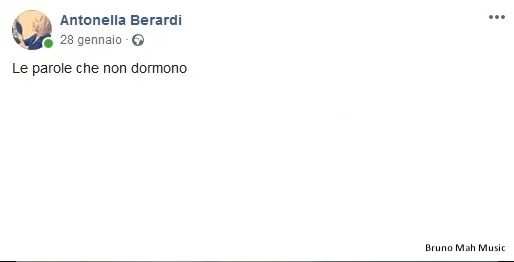 Antonella Berardi
28 gennaio ·
Le parole che non dormono
Bruno Mah Music